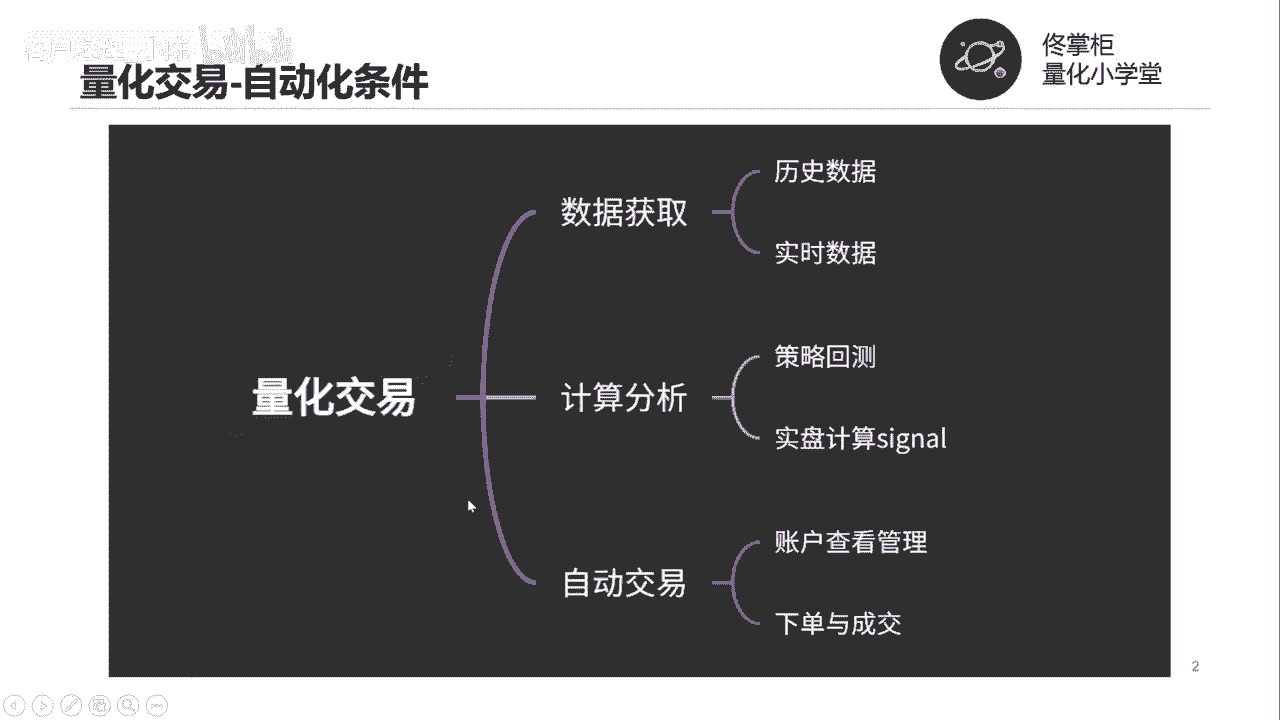 量化交易-自动化条件
佟掌柜
量化小学堂
量化交易
数据获取
历史数据
实时数据
计算分析
策略回测
实盘计算signal
自动交易
账户查看管理
下单与成交
2